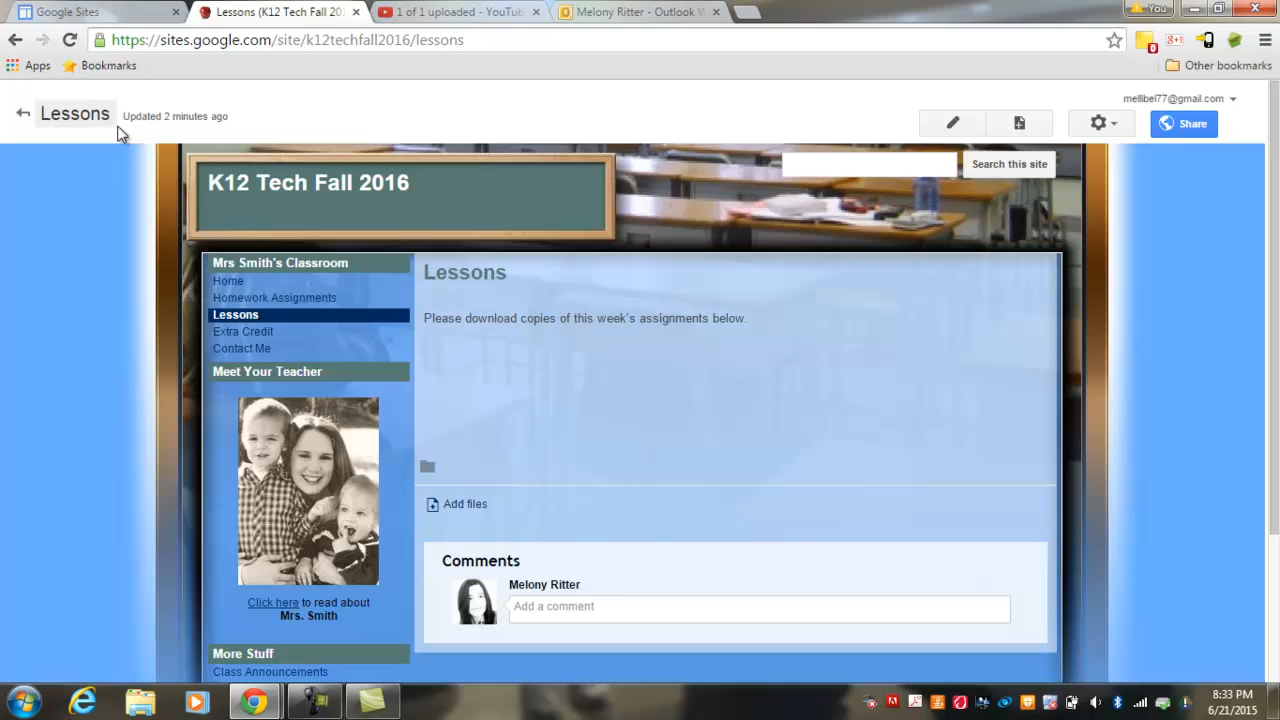 Google Sites
Lessons (K12 Tech Fall 20
1 of 1 uploaded - YouTu
Melony Ritter - Outlook W
You
https://sites.google.com/site/k12techfall2016/lessons
0
g+1
Apps
Bookmarks
Other bookmarks
mellibel77@gmail.com
Lessons
Updated 2 minutes ago
Share
K12 Tech Fall 2016
Search this site
Mrs Smith's Classroom
Home
Homework Assignments
Lessons
Extra Credit
Contact Me
Meet Your Teacher
Click here to read about
Mrs. Smith
More Stuff
Class Announcements
Lessons
Please download copies of this week's assignments below.
Add files
Comments
Melony Ritter
Add a comment
8:33 PM
6/21/2015